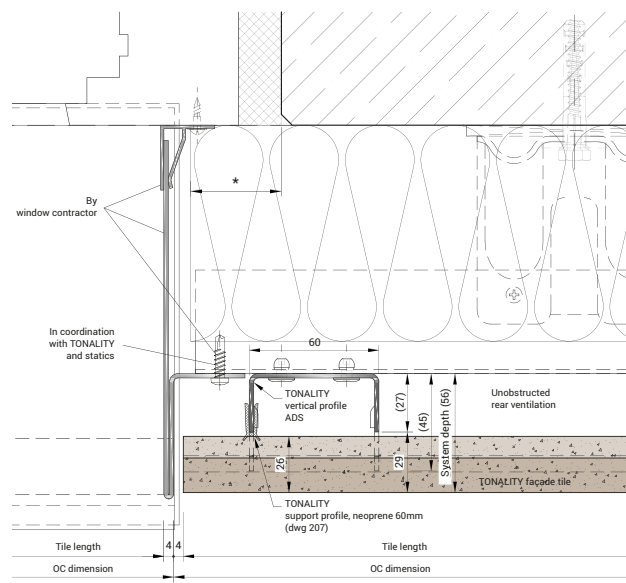 *
By
window contractor
In coordination
with TONALITY
and statics
60
TONALITY
vertical profile
ADS
(27)
(45)
System depth (56)
Unobstructed
rear ventilation
26
29
TONALITY façade tile
TONALITY
support profile, neoprene 60mm
(dwg 207)
Tile length
4
4
Tile length
OC dimension
OC dimension